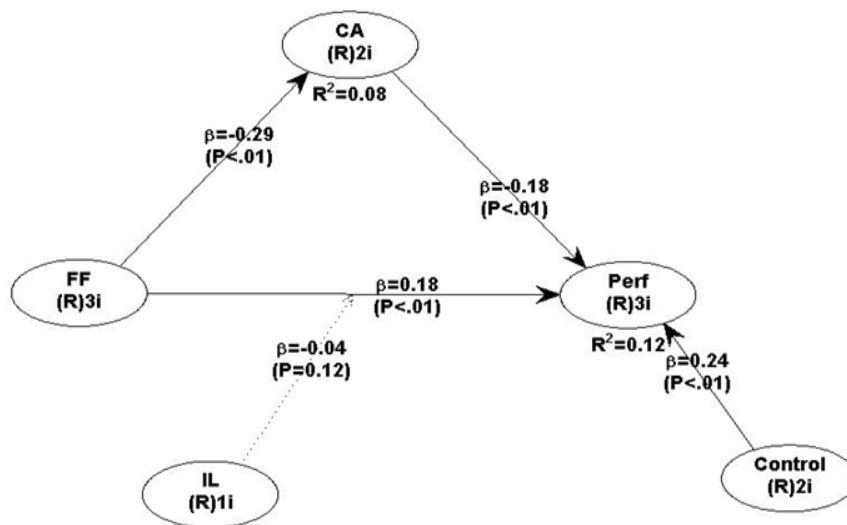 CA
(R)2i
R²=0.08
β=-0.29
(P<.01)
β=-0.18
(P<.01)
FF
(R)3i
β=0.18
(P<.01)
Perf
(R)3i
R²=0.12
β=-0.04
(P=0.12)
β=0.24
(P<.01)
IL
(R)1i
Control
(R)2i